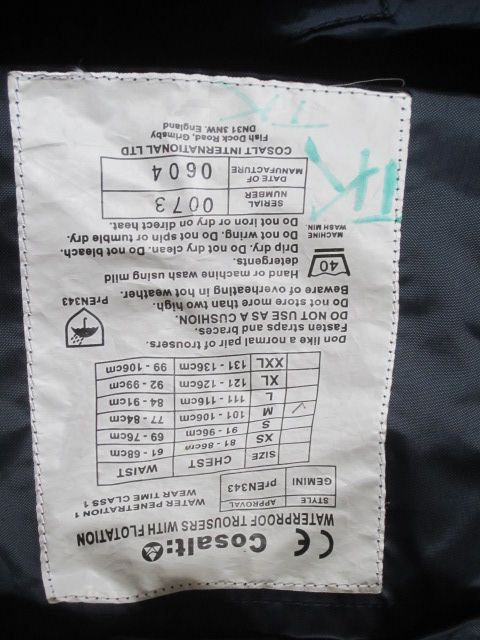 CE Cosalt:
WATERPROOF TROUSERS WITH FLOTATION
STYLE APPROVAL
GEMINI prEN343
WATER PENETRATION 1
WEAR TIME CLASS 1
SIZE CHEST WAIST
XS 81 - 86cm 61 - 68cm
S 91 - 96cm 69 - 76cm
M 101 - 106cm 77 - 84cm
L 111 - 116cm 84 - 91cm
XL 121 - 126cm 92 - 99cm
XXL 131 - 136cm 99 - 106cm
Don like a normal pair of trousers.
Fasten straps and braces.
DO NOT USE AS A CUSHION.
Do not store more than two high.
Beware of overheating in hot weather.
PrEN343
40
MACHINE
WASH MIN.
Hand or machine wash using mild
detergents.
Drip dry. Do not dry clean. Do not bleach.
Do not wring. Do not spin or tumble dry.
Do not iron or dry on direct heat.
SERIAL NUMBER 0073
DATE OF MANUFACTURE 0604
COSALT INTERNATIONAL LTD
Fish Dock Road, Grimsby
DN31 3NW. England